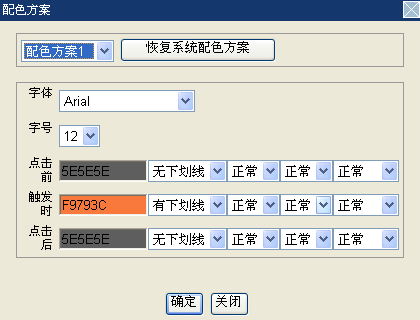 配色方案
配色方案1 恢复系统配色方案
字体 Arial
字号 12
点击前 5E5E5E 无下划线 正常 正常 正常
触发时 F9793C 有下划线 正常 正常 正常
点击后 5E5E5E 无下划线 正常 正常 正常
确定 关闭